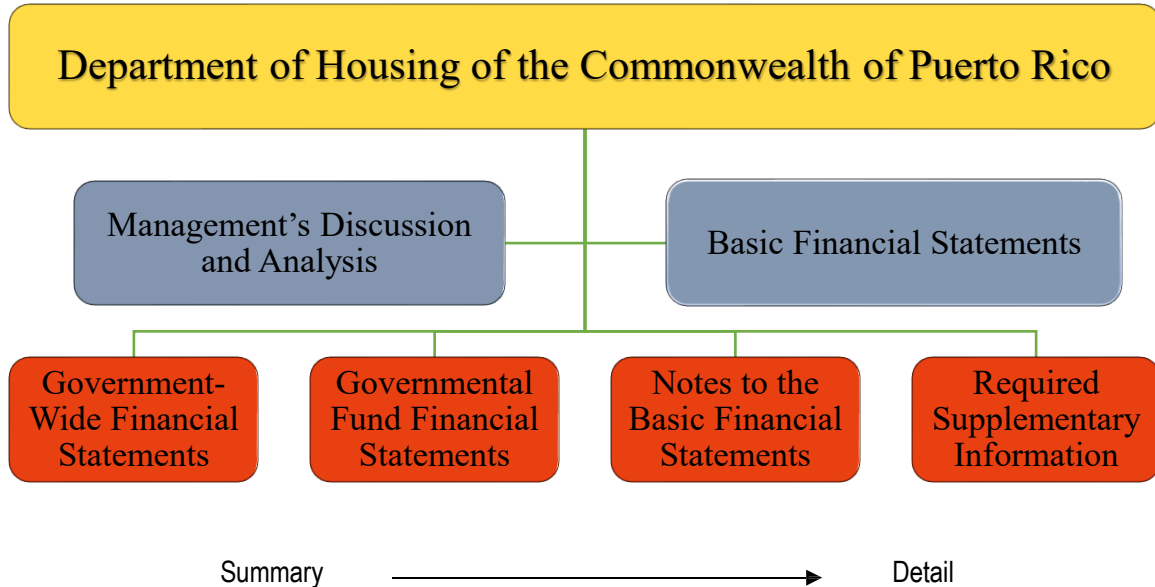 Department of Housing of the Commonwealth of Puerto Rico
Management’s Discussion
and Analysis
Basic Financial Statements
Government-
Wide Financial
Statements
Governmental
Fund Financial
Statements
Notes to the
Basic Financial
Statements
Required
Supplementary
Information
Summary
Detail